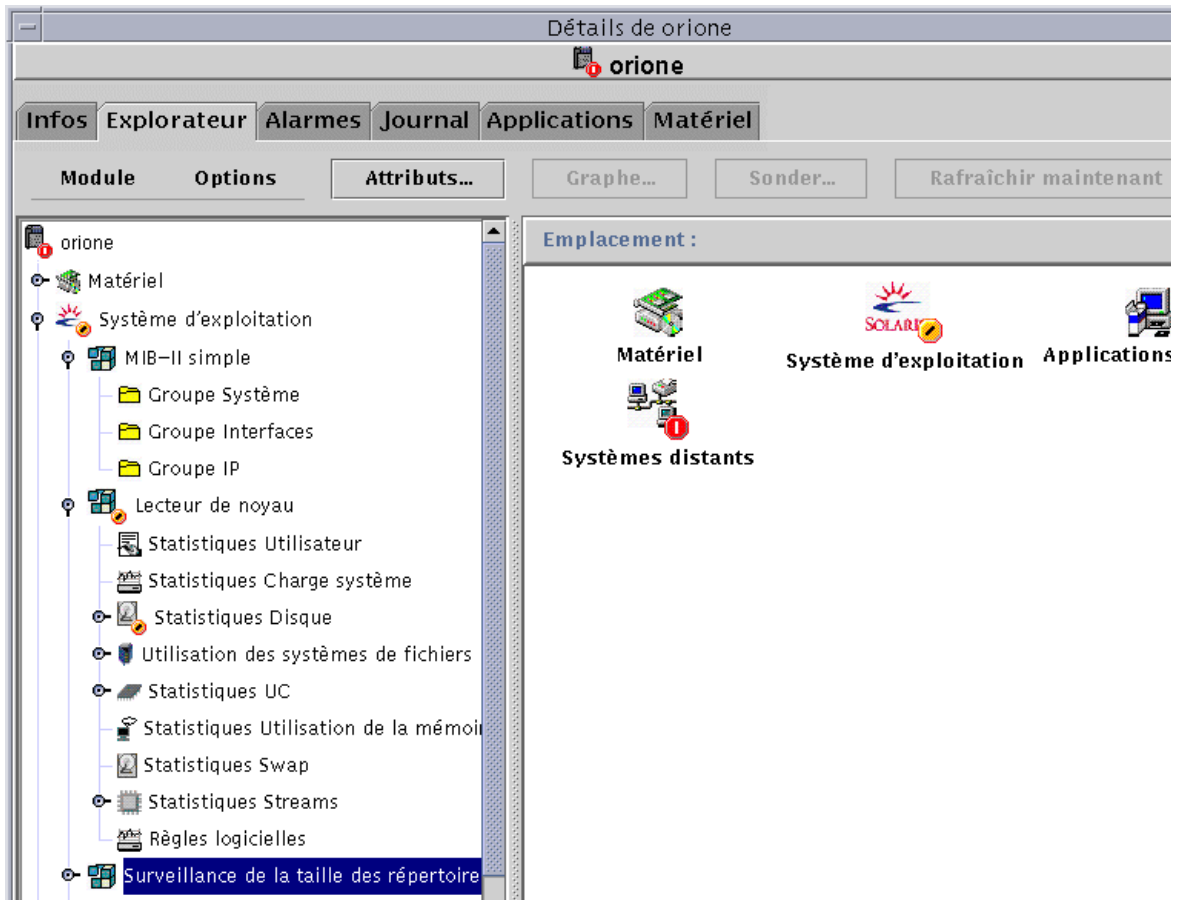 Détails de orione
orione
Infos Explorateur Alarmes Journal Applications Matériel
Module Options Attributs... Graphe... Sonder... Rafraîchir maintenant
orione
Matériel
Système d'exploitation
MIB-II simple
Groupe Système
Groupe Interfaces
Groupe IP
Lecteur de noyau
Statistiques Utilisateur
Statistiques Charge système
Statistiques Disque
Utilisation des systèmes de fichiers
Statistiques UC
Statistiques Utilisation de la mémoi
Statistiques Swap
Statistiques Streams
Règles logicielles
Surveillance de la taille des répertoire
Emplacement :
SOLARI
Matériel Système d'exploitation Applications
Systèmes distants